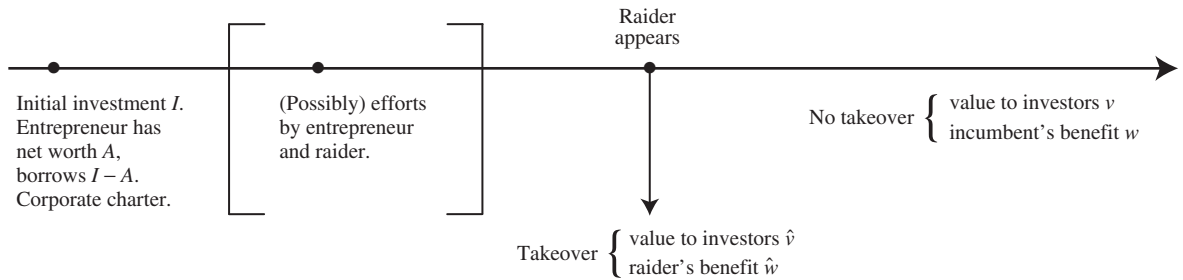 Raider
appears
Initial investment I.
Entrepreneur has
net worth A,
borrows I – A.
Corporate charter.
(Possibly) efforts
by entrepreneur
and raider.
No takeover { value to investors v
incumbent's benefit w
Takeover { value to investors v̂
raider's benefit ŵ